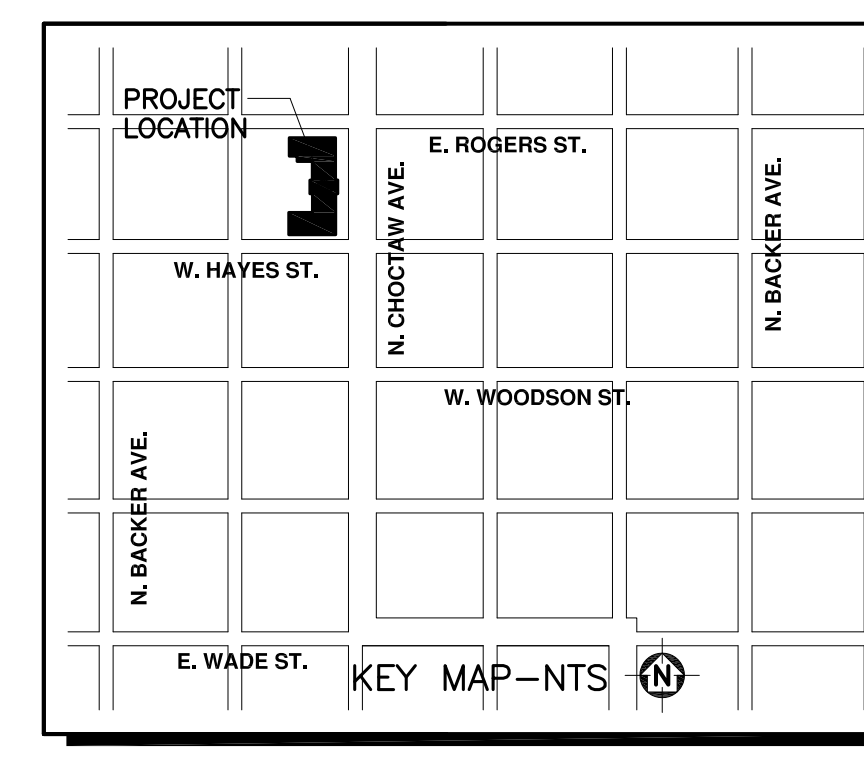 PROJECT
LOCATION
E. ROGERS ST.
N. CHOCTAW AVE.
N. BACKER AVE.
W. HAYES ST.
W. WOODSON ST.
N. BACKER AVE.
E. WADE ST.
KEY MAP-NTS
N